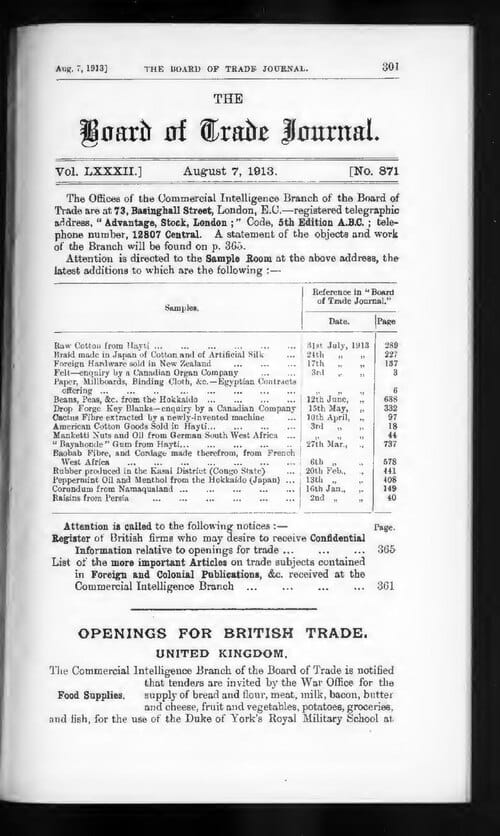 Aug. 7, 1913] THE BOARD OF TRADE JOURNAL. 301
THE
Board of Trade Journal.
Vol. LXXXII.] August 7, 1913. [No. 871
The Offices of the Commercial Intelligence Branch of the Board of
Trade are at 73, Basinghall Street, London, E.C.—registered telegraphic
address, "Advantage, Stock, London;" Code, 5th Edition A.B.C.; tele-
phone number, 12807 Central. A statement of the objects and work
of the Branch will be found on p. 365.
Attention is directed to the Sample Room at the above address, the
latest additions to which are the following :—
Samples. Reference in "Board
of Trade Journal."
Date. Page
Raw Cotton from Hayti ... ... ... ... ... ... 31st July, 1913 289
Braid made in Japan of Cotton and of Artificial Silk ... 24th „ „ 227
Foreign Hardware sold in New Zealand ... ... 17th „ „ 157
Felt—enquiry by a Canadian Organ Company ... ... 3rd „ „ 3
Paper, Millboards, Binding Cloth, &c.—Egyptian Contracts
offering ... ... ... ... ... ... ... „ „ 6
Beans, Peas, &c. from the Hokkaido ... ... ... 12th June, „ 638
Drop Forge Key Blanks—enquiry by a Canadian Company 15th May, „ 332
Cactus Fibre extracted by a newly-invented machine ... 10th April, „ 97
American Cotton Goods Sold in Hayti... ... ... ... 3rd „ „ 18
Manketti Nuts and Oil from German South West Africa ... „ „ 44
"Bayahonde" Gum from Hayti... ... ... ... .. 27th Mar., „ 737
Baobab Fibre, and Cordage made therefrom, from French
West Africa ... ... ... ... ... ... 6th „ „ 578
Rubber produced in the Kasai District (Congo State) ... 20th Feb., „ 441
Peppermint Oil and Menthol from the Hokkaido (Japan) ... 13th „ „ 408
Corundum from Namaqualand ... ... ... ... ... 16th Jan., „ 149
Raisins from Persia ... ... ... ... ... ... 2nd „ „ 40
Attention is called to the following notices :— Page.
Register of British firms who may desire to receive Confidential
Information relative to openings for trade ... ... ... 365
List of the more important Articles on trade subjects contained
in Foreign and Colonial Publications, &c. received at the
Commercial Intelligence Branch ... ... ... ... 361
OPENINGS FOR BRITISH TRADE.
UNITED KINGDOM.
The Commercial Intelligence Branch of the Board of Trade is notified
that tenders are invited by the War Office for the
Food Supplies. supply of bread and flour, meat, milk, bacon, butter
and cheese, fruit and vegetables, potatoes, groceries,
and fish, for the use of the Duke of York's Royal Military School at